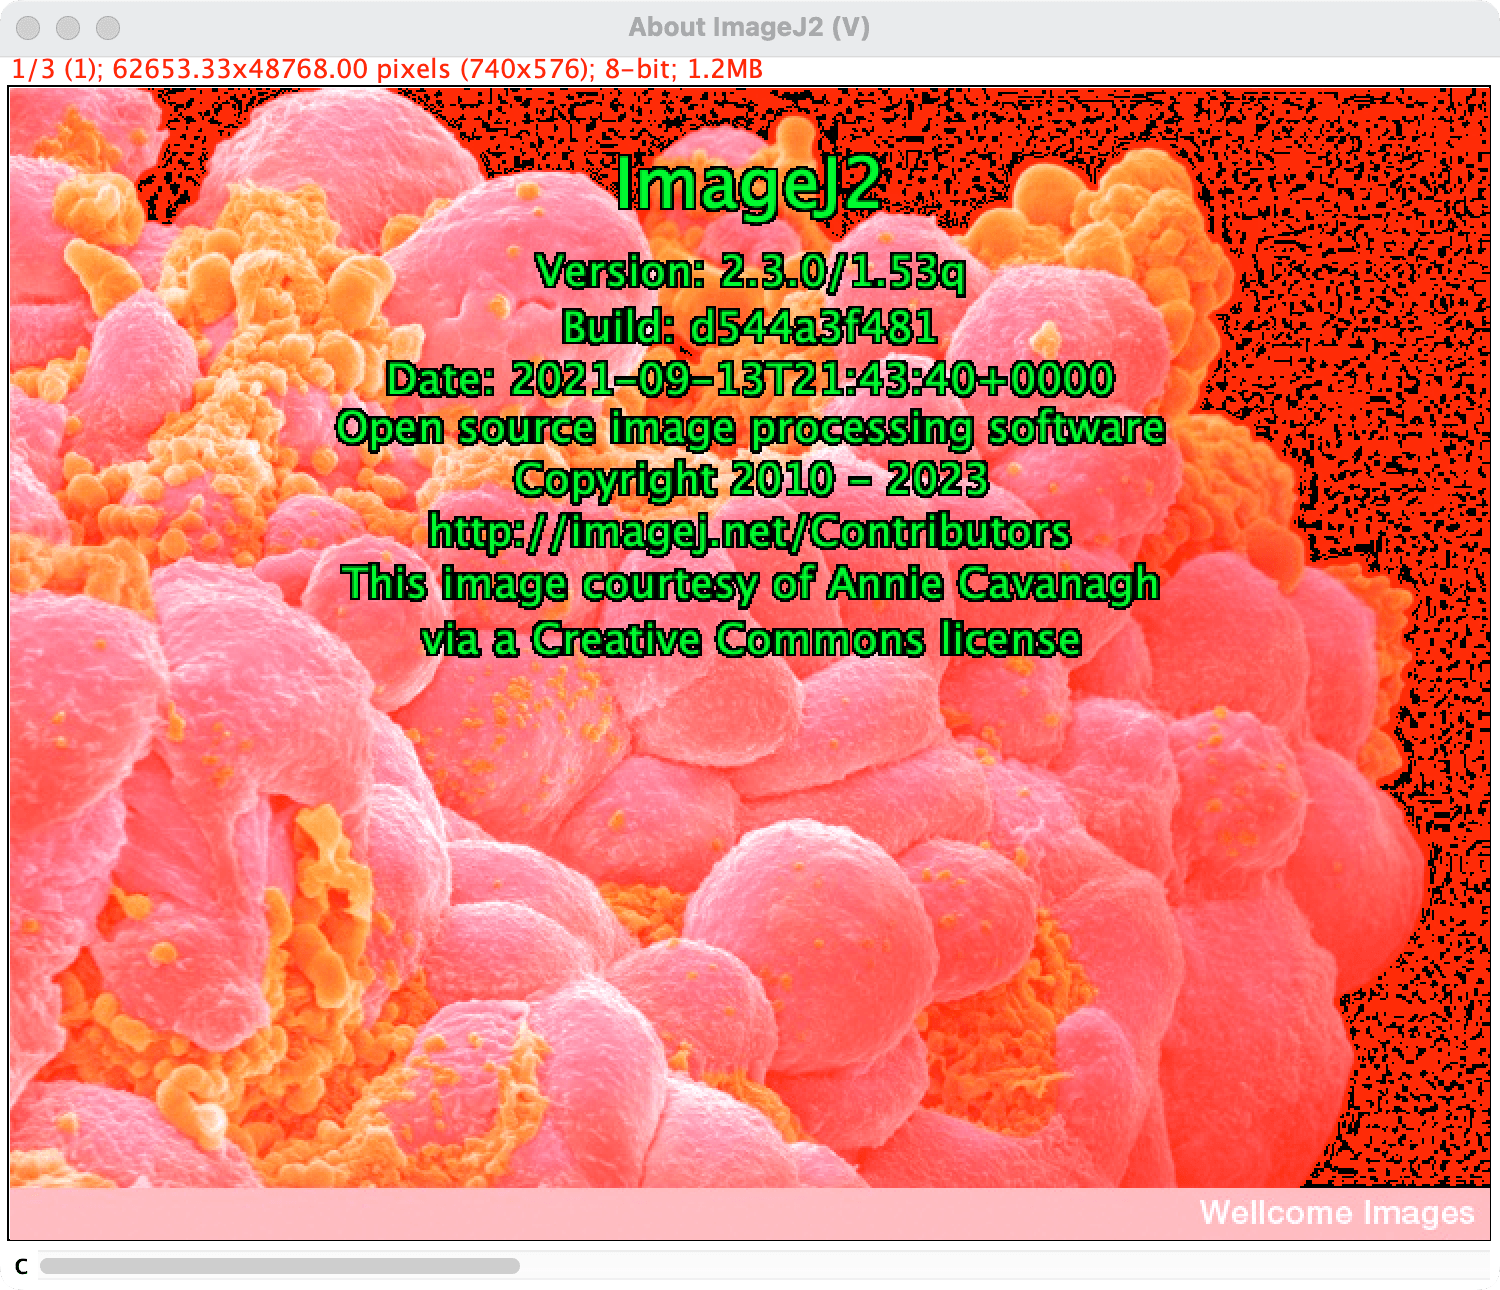 About ImageJ2 (V)
1/3 (1); 62653.33x48768.00 pixels (740x576); 8-bit; 1.2MB
ImageJ2
Version: 2.3.0/1.53q
Build: d544a3f481
Date: 2021-09-13T21:43:40+0000
Open source image processing software
Copyright 2010 - 2023
http://imagej.net/Contributors
This image courtesy of Annie Cavanagh
via a Creative Commons license
Wellcome Images
C